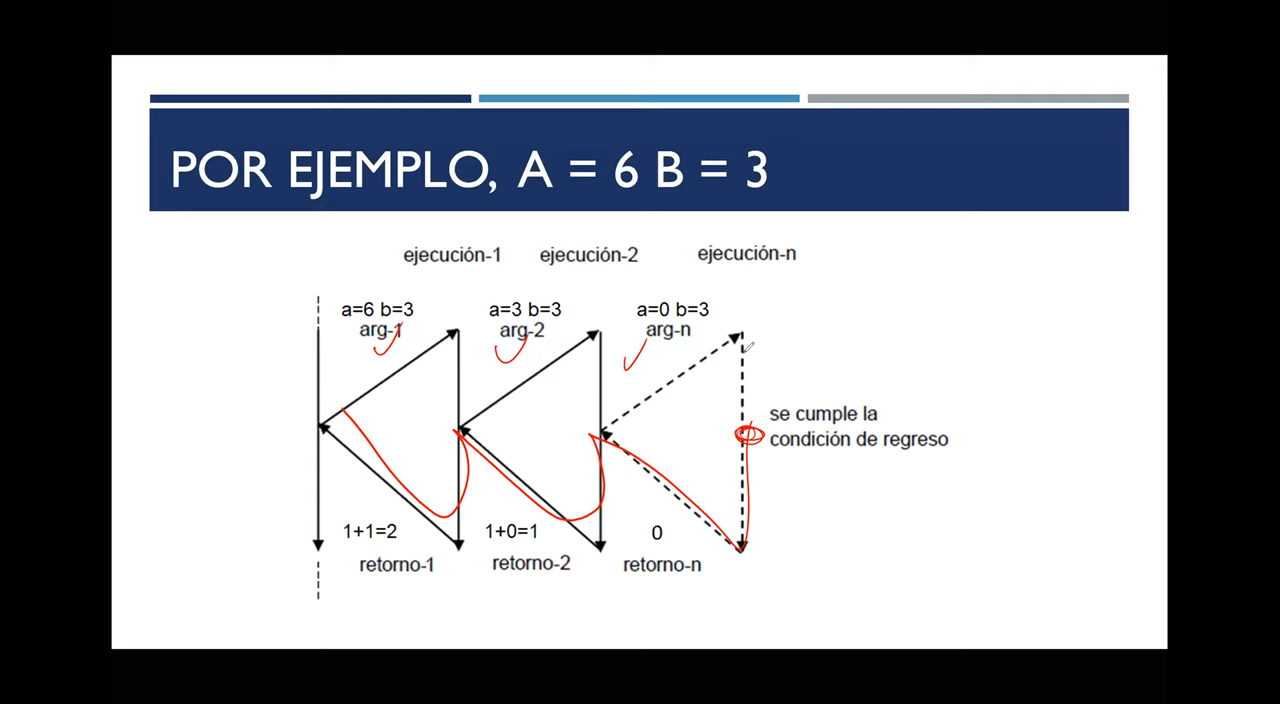 POR EJEMPLO, A = 6 B = 3
ejecución-1 ejecución-2 ejecución-n
a=6 b=3 a=3 b=3 a=0 b=3
arg-1 arg-2 arg-n
se cumple la
condición de regreso
1+1=2 1+0=1 0
retorno-1 retorno-2 retorno-n